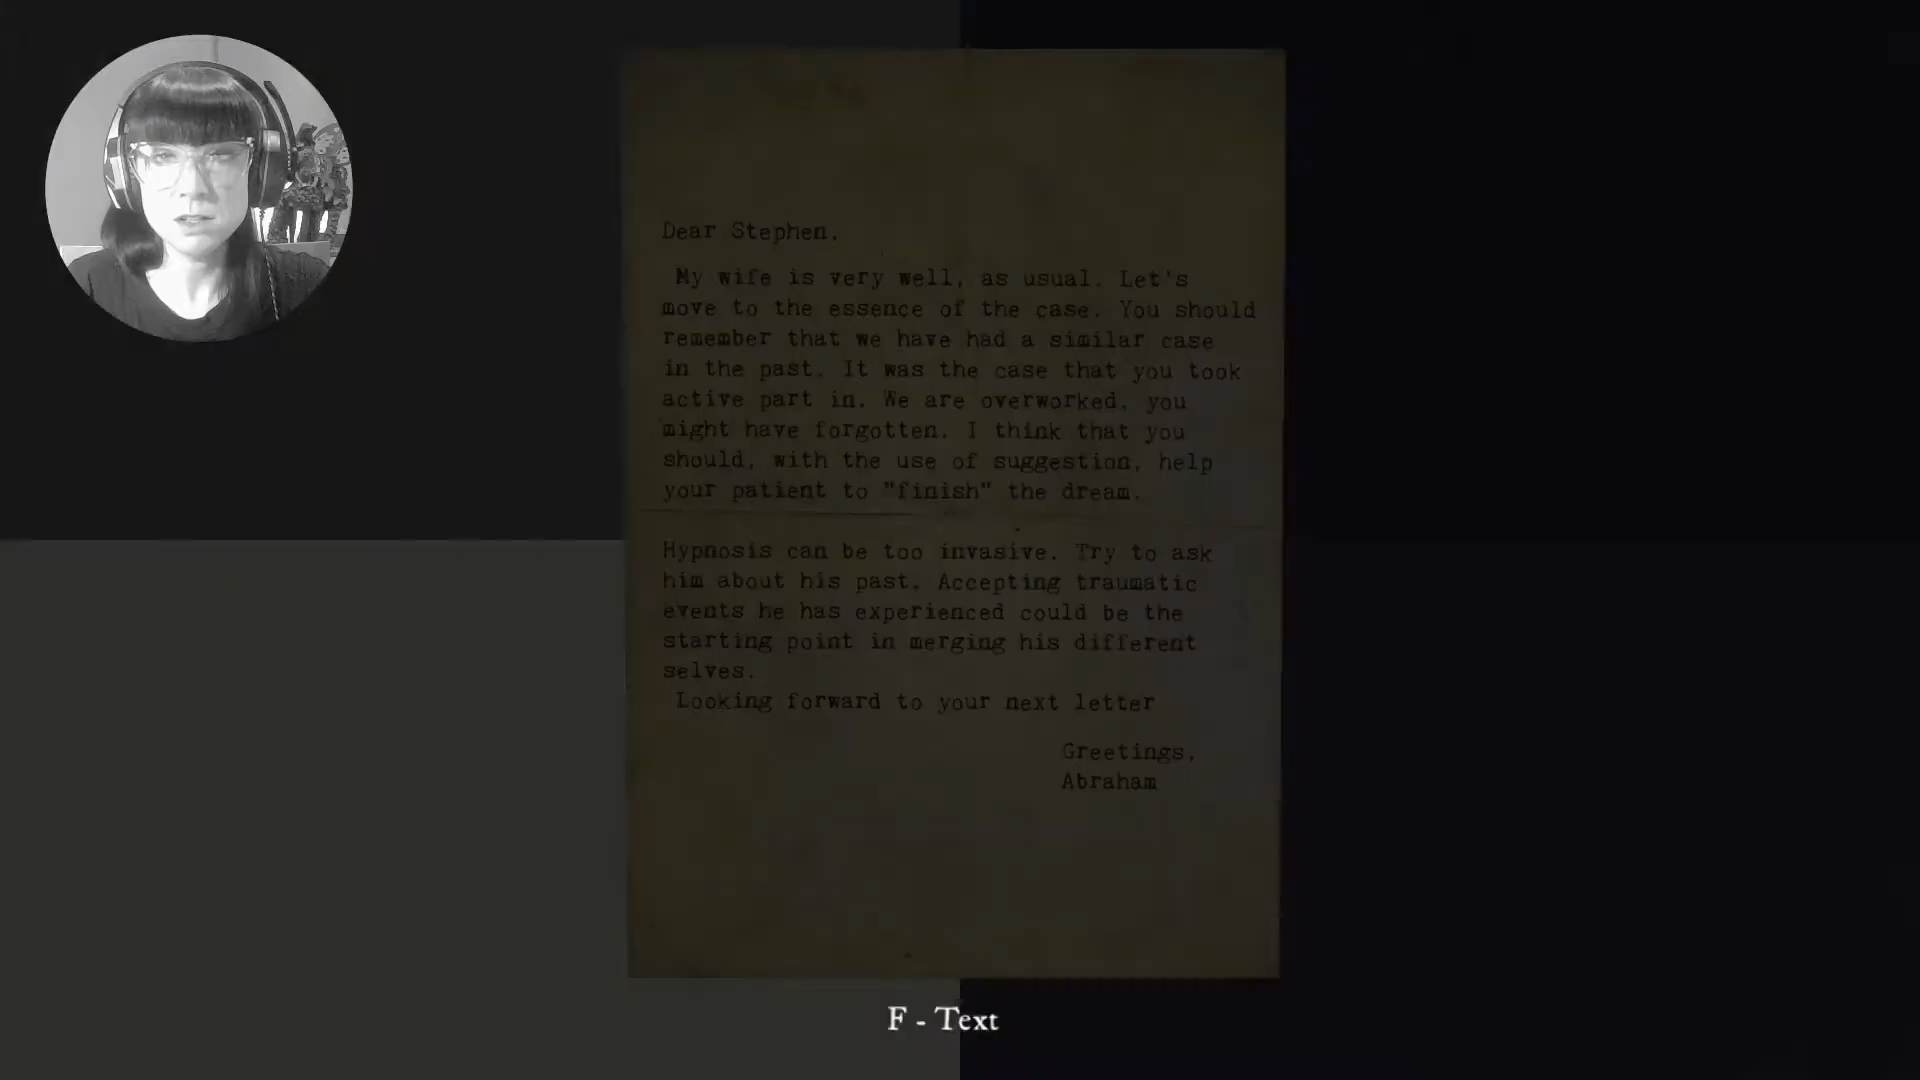 Dear Stephen,
My wife is very well, as usual. Let's
move to the essence of the case. You should
remember that we have had a similar case
in the past. It was the case that you took
active part in. We are overworked, you
might have forgotten. I think that you
should, with the use of suggestion, help
your patient to "finish" the dream.
Hypnosis can be too invasive. Try to ask
him about his past. Accepting traumatic
events he has experienced could be the
starting point in merging his different
selves.
Looking forward to your next letter
Greetings,
Abraham
F - Text